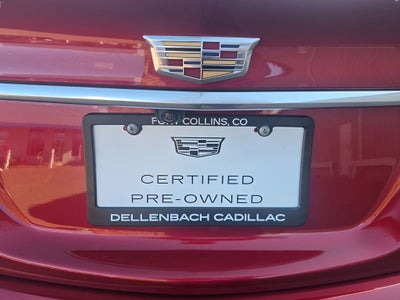 FORT COLLINS, CO
CERTIFIED
PRE-OWNED
DELLENBACH CADILLAC